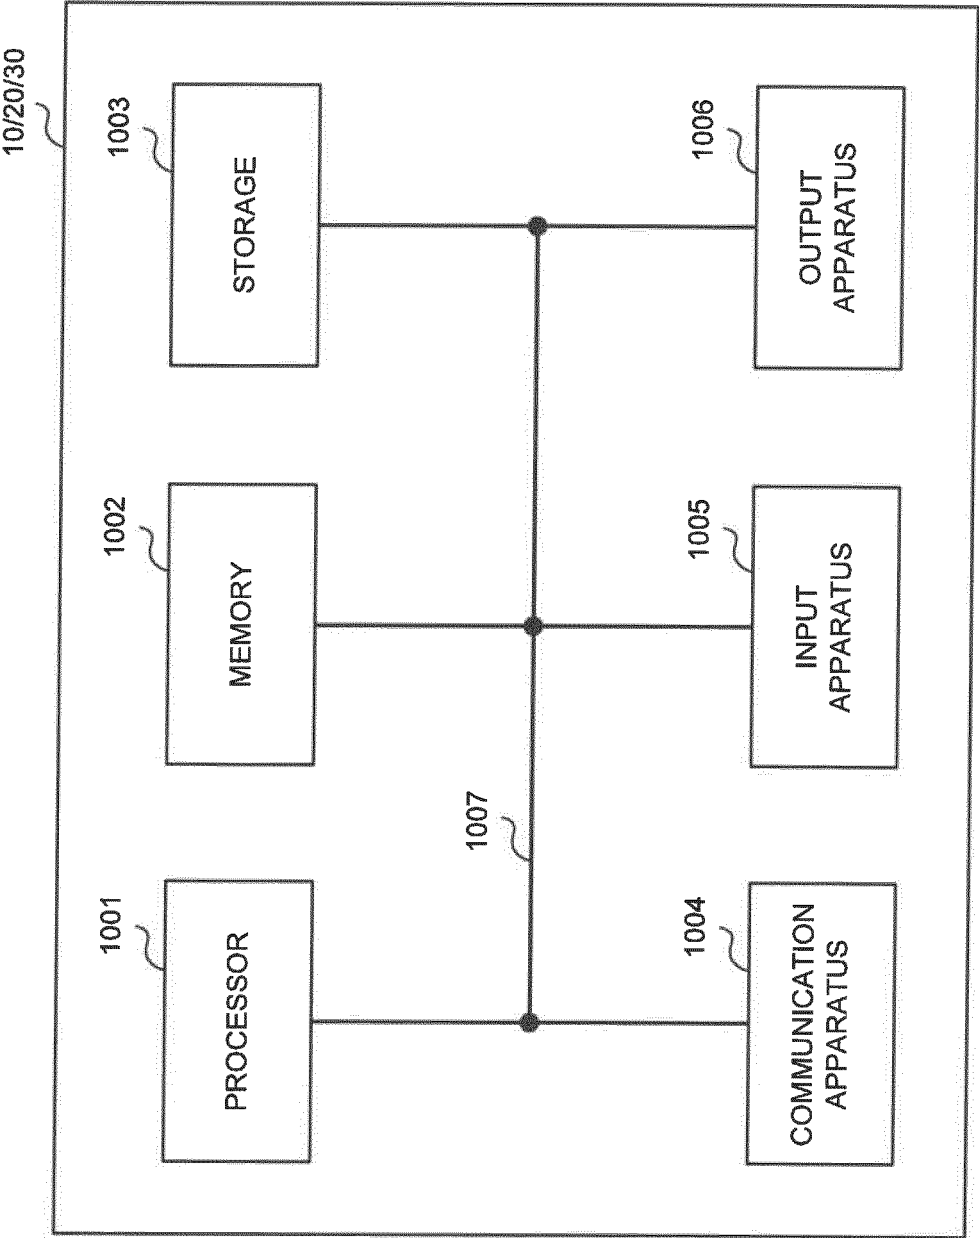 10/20/30
1001
PROCESSOR
1002
MEMORY
1003
STORAGE
1007
1004
COMMUNICATION
APPARATUS
1005
INPUT
APPARATUS
1006
OUTPUT
APPARATUS